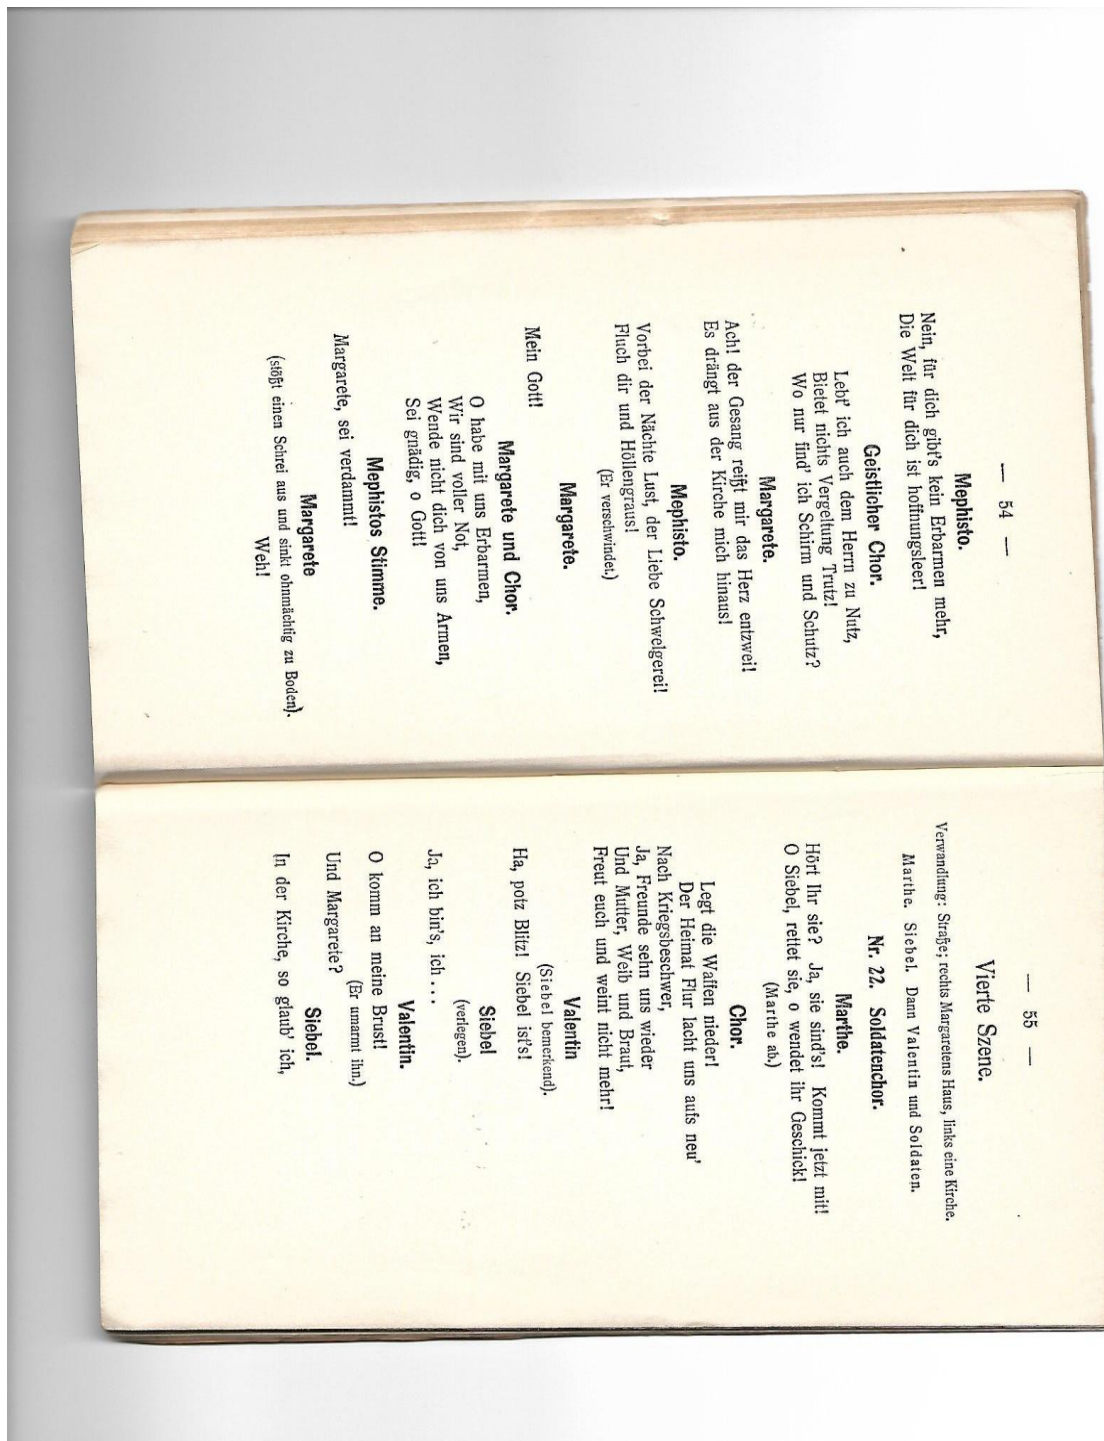 — 54 —
Mephisto.
Nein, für dich gibt's kein Erbarmen mehr,
Die Welt für dich ist hoffnungsleer!
Geistlicher Chor.
Lebt' ich auch dem Herrn zu Nutz,
Bietet nichts Vergeltung Trutz!
Wo nur find' ich Schirm und Schutz?
Margarete.
Ach! der Gesang reißt mir das Herz entzwei!
Es drängt aus der Kirche mich hinaus!
Mephisto.
Vorbei der Nächte Lust, der Liebe Schwelgerei!
Fluch dir und Höllengraus!
(Er verschwindet.)
Margarete.
Mein Gott!
Margarete und Chor.
O habe mit uns Erbarmen,
Wir sind voller Not,
Wende nicht dich von uns Armen,
Sei gnädig, o Gott!
Mephistos Stimme.
Margarete, sei verdammt!
Margarete
(stößt einen Schrei aus und sinkt ohnmächtig zu Boden).
Weh!
— 55 —
Vierte Szene.
Verwandlung: Straße; rechts Margaretens Haus, links eine Kirche.
Marthe. Siebel. Dann Valentin und Soldaten.
Nr. 22. Soldatenchor.
Marthe.
Hört Ihr sie? Ja, sie sind's! Kommt jetzt mit!
O Siebel, rettet sie, o wendet ihr Geschick!
(Marthe ab.)
Chor.
Legt die Waffen nieder!
Der Heimat Flur lacht uns aufs neu'
Nach Kriegsbeschwer,
Ja, Freunde sehn uns wieder
Und Mutter, Weib und Braut,
Freut euch und weint nicht mehr!
Valentin
(Siebel bemerkend).
Ha, potz Blitz! Siebel ist's!
Siebel
(verlegen).
Ja, ich bin's, ich...
Valentin.
O komm an meine Brust!
(Er umarmt ihn.)
Und Margarete?
Siebel.
In der Kirche, so glaub' ich,